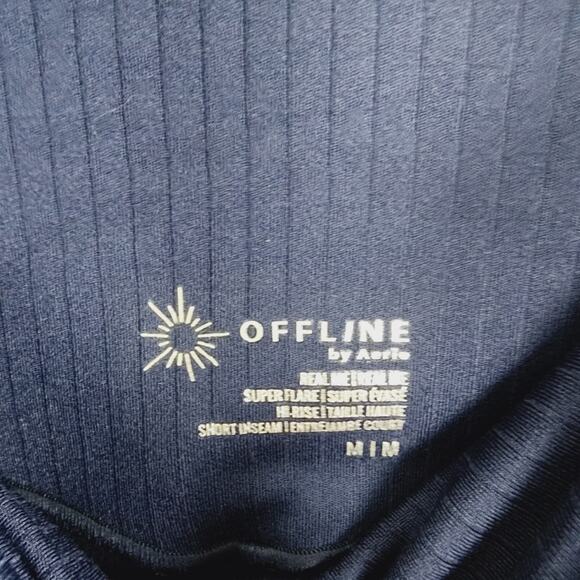 OFFLINE
by Aerie
REAL ME | REAL ME
SUPER FLARE | SUPER ÉVASÉ
HI-RISE | TAILLE HAUTE
SHORT INSEAM | ENTREJAMBE COURT
M | M